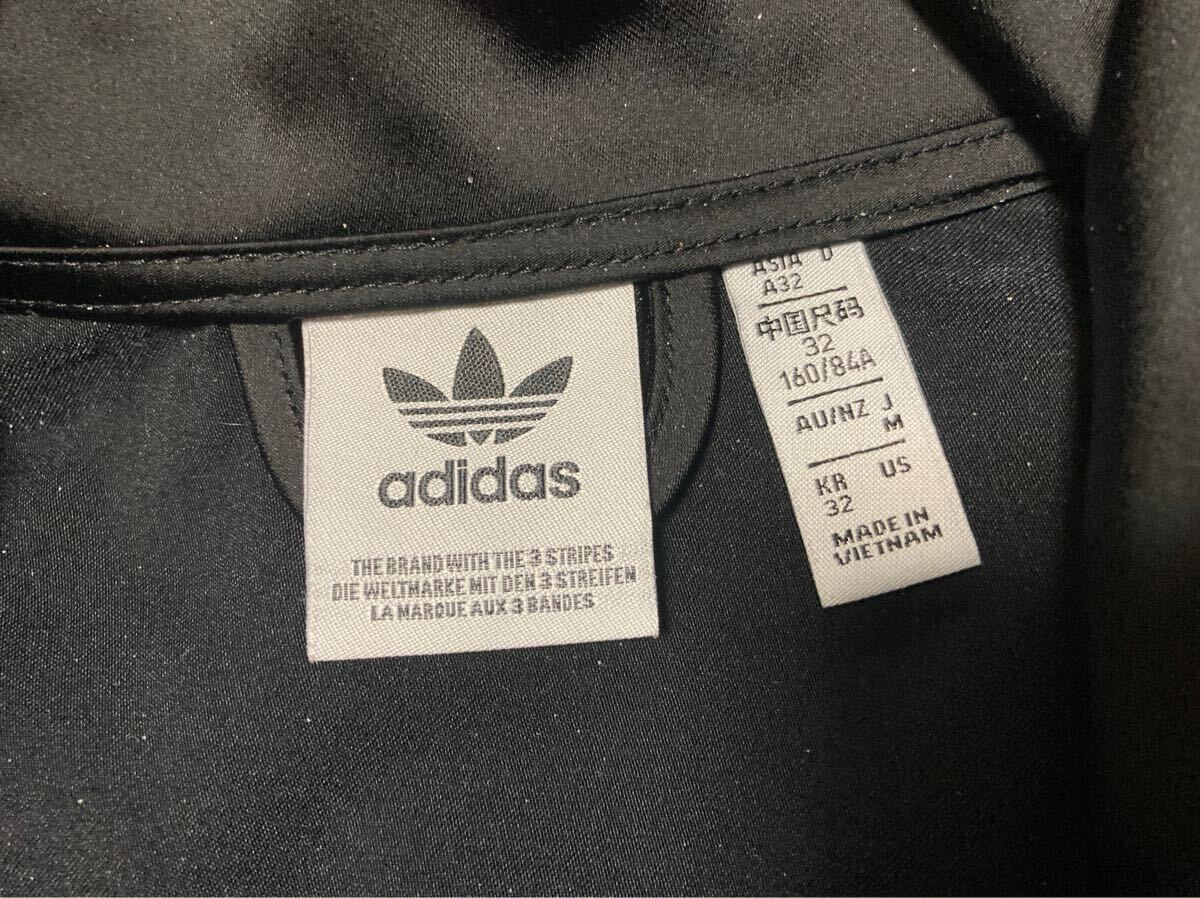 adidas
THE BRAND WITH THE 3 STRIPES
DIE WELTMARKE MIT DEN 3 STREIFEN
LA MARQUE AUX 3 BANDES
ASIA D
A32
中国尺码
32
160/84A
AU/NZ J
M
KR US
32
MADE IN
VIETNAM